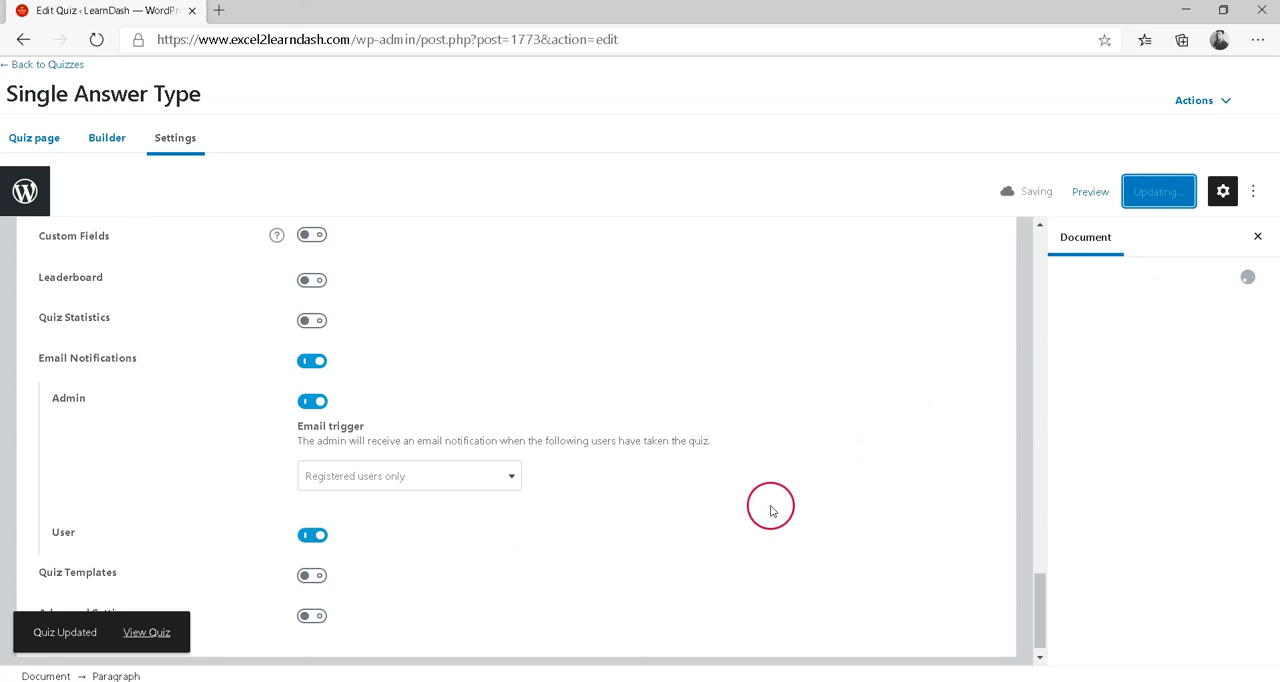 Edit Quiz ‹ LearnDash — WordPr
https://www.excel2learndash.com/wp-admin/post.php?post=1773&action=edit
← Back to Quizzes
Single Answer Type
Actions
Quiz page Builder Settings
Saving Preview Updating...
Document
Custom Fields
Leaderboard
Quiz Statistics
Email Notifications
Admin
Email trigger
The admin will receive an email notification when the following users have taken the quiz.
Registered users only
User
Quiz Templates
Quiz Updated View Quiz
Document → Paragraph